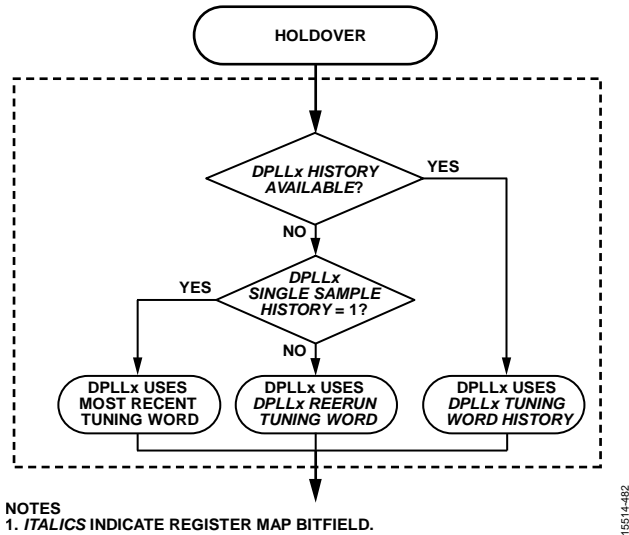 HOLDOVER
DPLLx HISTORY
AVAILABLE?
YES
NO
DPLLx
SINGLE SAMPLE
HISTORY = 1?
YES
NO
DPLLx USES
MOST RECENT
TUNING WORD
DPLLx USES
DPLLx REERUN
TUNING WORD
DPLLx USES
DPLLx TUNING
WORD HISTORY
NOTES
1. ITALICS INDICATE REGISTER MAP BITFIELD.
15514-482